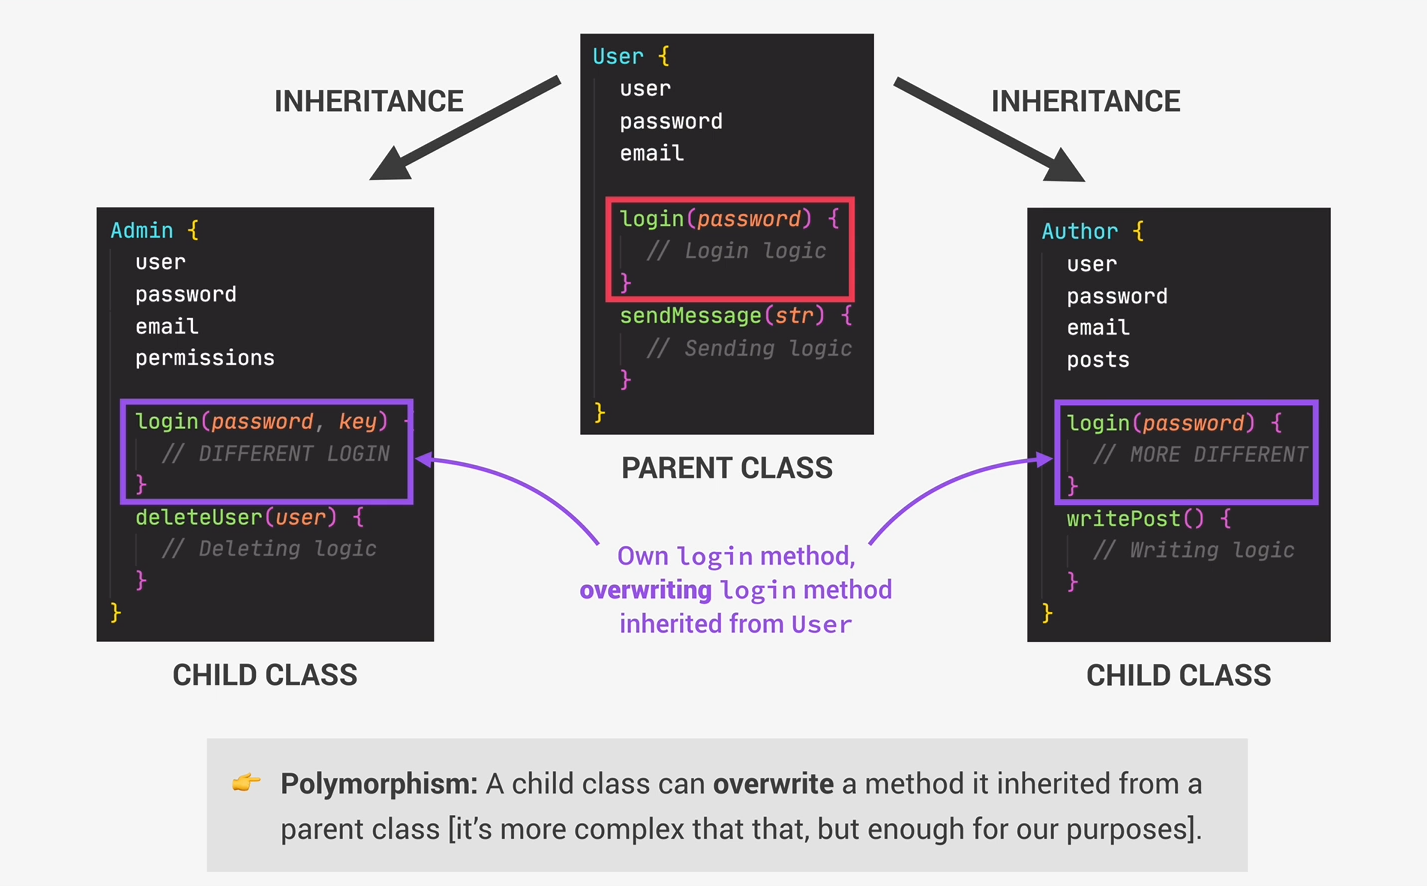 INHERITANCE
INHERITANCE
User {
user
password
email
login(password) {
// Login logic
}
sendMessage(str) {
// Sending logic
}
}
PARENT CLASS
Admin {
user
password
email
permissions
login(password, key) {
// DIFFERENT LOGIN
}
deleteUser(user) {
// Deleting logic
}
}
CHILD CLASS
Own login method,
overwriting login method
inherited from User
Author {
user
password
email
posts
login(password) {
// MORE DIFFERENT
}
writePost() {
// Writing logic
}
}
CHILD CLASS
👉 Polymorphism: A child class can overwrite a method it inherited from a
parent class [it’s more complex that that, but enough for our purposes].